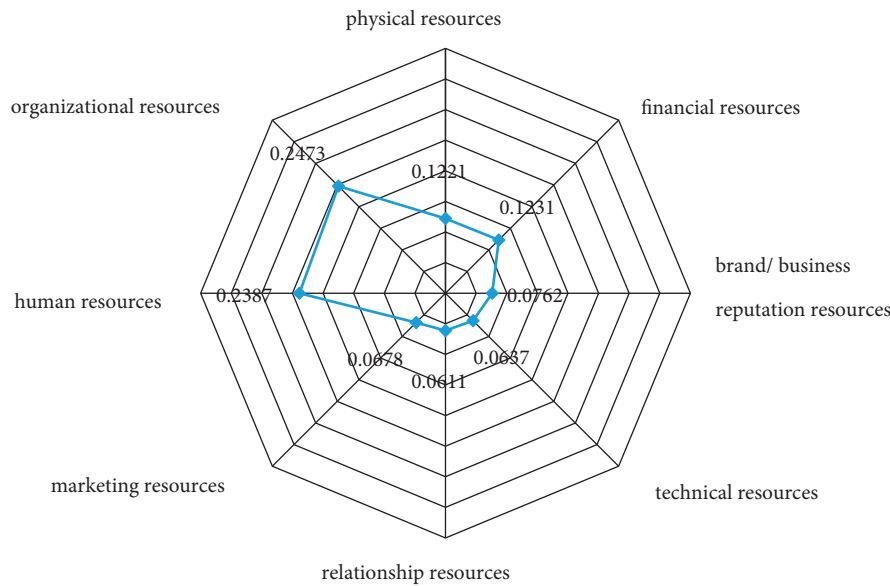 physical resources
organizational resources
financial resources
0.2473
0.1221
0.1231
brand/ business
reputation resources
human resources
0.2387
0.0762
0.0678
0.0637
0.0611
marketing resources
technical resources
relationship resources